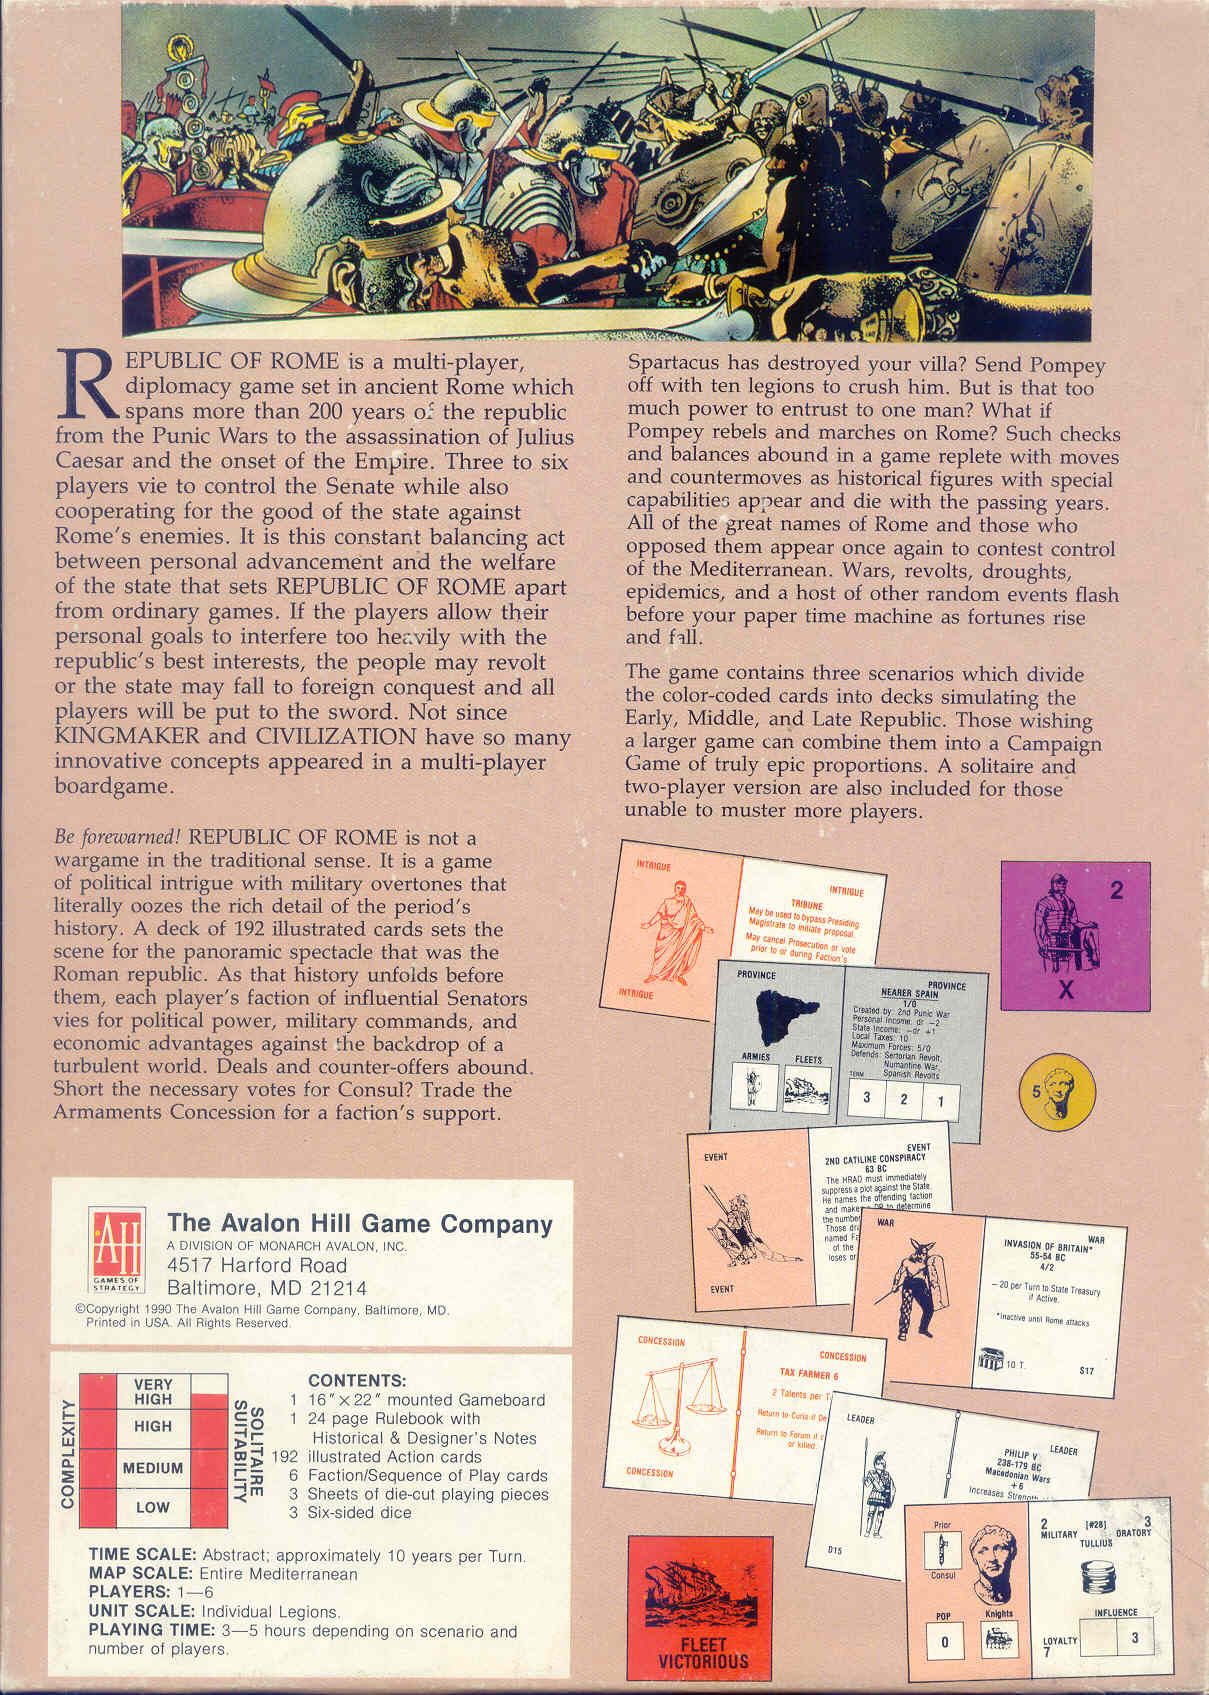 REPUBLIC OF ROME is a multi-player,
diplomacy game set in ancient Rome which
spans more than 200 years of the republic
from the Punic Wars to the assassination of Julius
Caesar and the onset of the Empire. Three to six
players vie to control the Senate while also
cooperating for the good of the state against
Rome's enemies. It is this constant balancing act
between personal advancement and the welfare
of the state that sets REPUBLIC OF ROME apart
from ordinary games. If the players allow their
personal goals to interfere too heavily with the
republic's best interests, the people may revolt
or the state may fall to foreign conquest and all
players will be put to the sword. Not since
KINGMAKER and CIVILIZATION have so many
innovative concepts appeared in a multi-player
boardgame.
Be forewarned! REPUBLIC OF ROME is not a
wargame in the traditional sense. It is a game
of political intrigue with military overtones that
literally oozes the rich detail of the period's
history. A deck of 192 illustrated cards sets the
scene for the panoramic spectacle that was the
Roman republic. As that history unfolds before
them, each player's faction of influential Senators
vies for political power, military commands, and
economic advantages against the backdrop of a
turbulent world. Deals and counter-offers abound.
Short the necessary votes for Consul? Trade the
Armaments Concession for a faction's support.
Spartacus has destroyed your villa? Send Pompey
off with ten legions to crush him. But is that too
much power to entrust to one man? What if
Pompey rebels and marches on Rome? Such checks
and balances abound in a game replete with moves
and countermoves as historical figures with special
capabilities appear and die with the passing years.
All of the great names of Rome and those who
opposed them appear once again to contest control
of the Mediterranean. Wars, revolts, droughts,
epidemics, and a host of other random events flash
before your paper time machine as fortunes rise
and fall.
The game contains three scenarios which divide
the color-coded cards into decks simulating the
Early, Middle, and Late Republic. Those wishing
a larger game can combine them into a Campaign
Game of truly epic proportions. A solitaire and
two-player version are also included for those
unable to muster more players.
INTRIGUE
INTRIGUE
INTRIGUE
TRIBUNE
May be used to bypass Presiding
Magistrate to initiate proposal.
May cancel Prosecution or vote
prior to or during Faction's
2
X
PROVINCE
PROVINCE
NEARER SPAIN
1/0
Created by: 2nd Punic War
Personal Income: dr -2
State Income: -dr +1
Local Taxes: 10
Maximum Forces: 5/0
Defends: Sertorian Revolt,
Numantine War,
Spanish Revolts
ARMIES
FLEETS
TERM
3 2 1
5
EVENT
EVENT
EVENT
2ND CATILINE CONSPIRACY
63 BC
The HRAO must immediately
suppress a plot against the State.
He names the offending faction
and make DR to determine
the number
Those
named
of the
loses or
WAR
WAR
INVASION OF BRITAIN*
55-54 BC
4/2
- 20 per Turn to State Treasury
if Active.
*Inactive until Rome attacks
10 T.
S17
CONCESSION
CONCESSION
CONCESSION
TAX FARMER 6
2 Talents per T
Return to Curia if De
Return to Forum if
or killed.
LEADER
LEADER
PHILIP V
238-179 BC
Macedonian Wars
+6
Increases Strength
D15
Prior
Consul
POP
0
Knights
2
MILITARY
[#28]
TULLIUS
3
ORATORY
INFLUENCE
3
LOYALTY
7
FLEET
VICTORIOUS
AH
GAMES OF
STRATEGY
The Avalon Hill Game Company
A DIVISION OF MONARCH AVALON, INC.
4517 Harford Road
Baltimore, MD 21214
©Copyright 1990 The Avalon Hill Game Company, Baltimore, MD.
Printed in USA. All Rights Reserved.
COMPLEXITY
VERY
HIGH
HIGH
MEDIUM
LOW
SOLITAIRE
SUITABILITY
CONTENTS:
1 16" × 22" mounted Gameboard
1 24 page Rulebook with
Historical & Designer's Notes
192 illustrated Action cards
6 Faction/Sequence of Play cards
3 Sheets of die-cut playing pieces
3 Six-sided dice
TIME SCALE: Abstract; approximately 10 years per Turn.
MAP SCALE: Entire Mediterranean
PLAYERS: 1—6
UNIT SCALE: Individual Legions.
PLAYING TIME: 3—5 hours depending on scenario and
number of players.